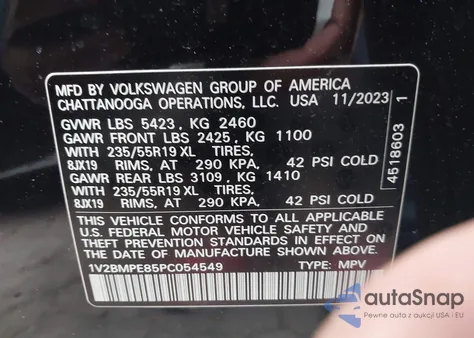 MFD BY VOLKSWAGEN GROUP OF AMERICA
CHATTANOOGA OPERATIONS, LLC. USA 11/2023
GVWR LBS 5423 , KG 2460
GAWR FRONT LBS 2425 , KG 1100
WITH 235/55R19 XL TIRES,
8JX19 RIMS, AT 290 KPA, 42 PSI COLD
GAWR REAR LBS 3109 , KG 1410
WITH 235/55R19 XL TIRES,
8JX19 RIMS, AT 290 KPA, 42 PSI COLD
THIS VEHICLE CONFORMS TO ALL APPLICABLE
U.S. FEDERAL MOTOR VEHICLE SAFETY AND
THEFT PREVENTION STANDARDS IN EFFECT ON THE
DATE OF MANUFACTURE SHOWN ABOVE.
1V2BMPE85PC054549 TYPE: MPV
4518603 1
autoSnap
Pewne auta z aukcji USA i EU